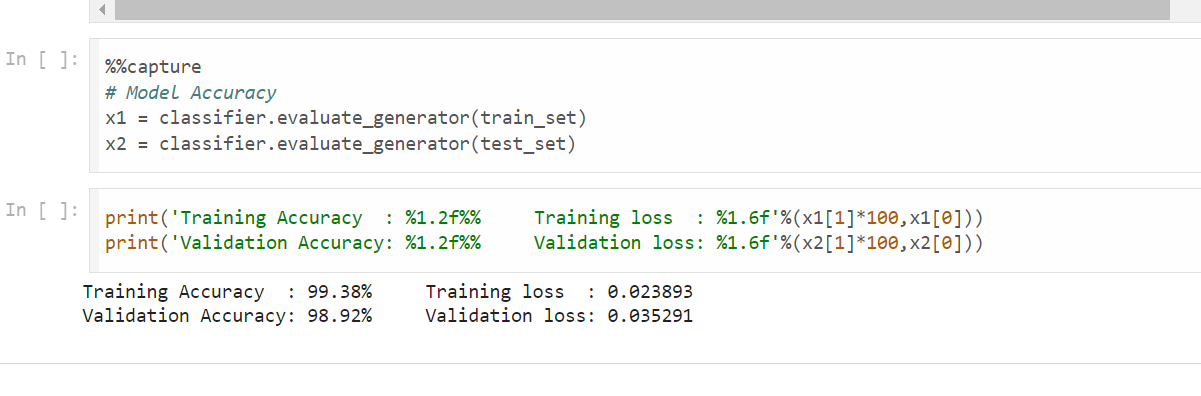 In [ ]:
%%capture
# Model Accuracy
x1 = classifier.evaluate_generator(train_set)
x2 = classifier.evaluate_generator(test_set)
In [ ]:
print('Training Accuracy  : %1.2f%%     Training loss  : %1.6f'%(x1[1]*100,x1[0]))
print('Validation Accuracy: %1.2f%%     Validation loss: %1.6f'%(x2[1]*100,x2[0]))
Training Accuracy  : 99.38%     Training loss  : 0.023893
Validation Accuracy: 98.92%     Validation loss: 0.035291